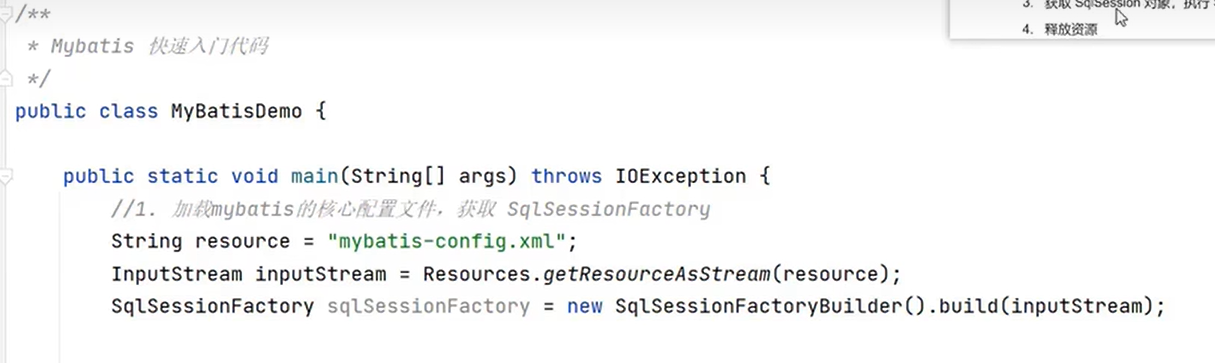 3. 获取 SqlSession 对象，执行
4. 释放资源
/**
* Mybatis 快速入门代码
*/
public class MyBatisDemo {
public static void main(String[] args) throws IOException {
//1. 加载mybatis的核心配置文件，获取 SqlSessionFactory
String resource = "mybatis-config.xml";
InputStream inputStream = Resources.getResourceAsStream(resource);
SqlSessionFactory sqlSessionFactory = new SqlSessionFactoryBuilder().build(inputStream);